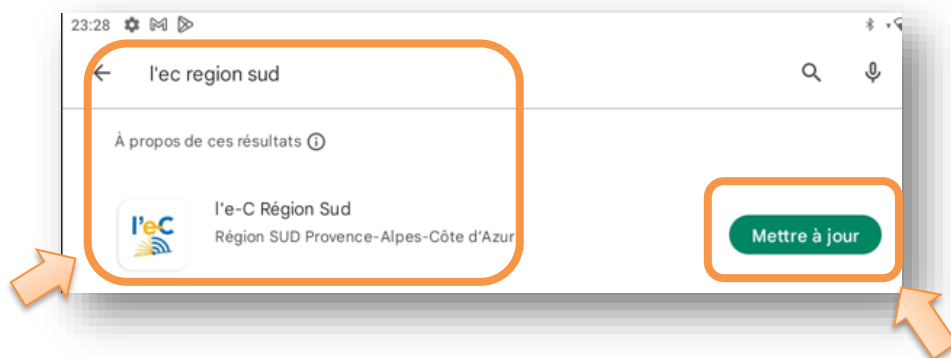 23:28
l'ec region sud
À propos de ces résultats
l'e-C
l'e-C Région Sud
Région SUD Provence-Alpes-Côte d'Azur
Mettre à jour